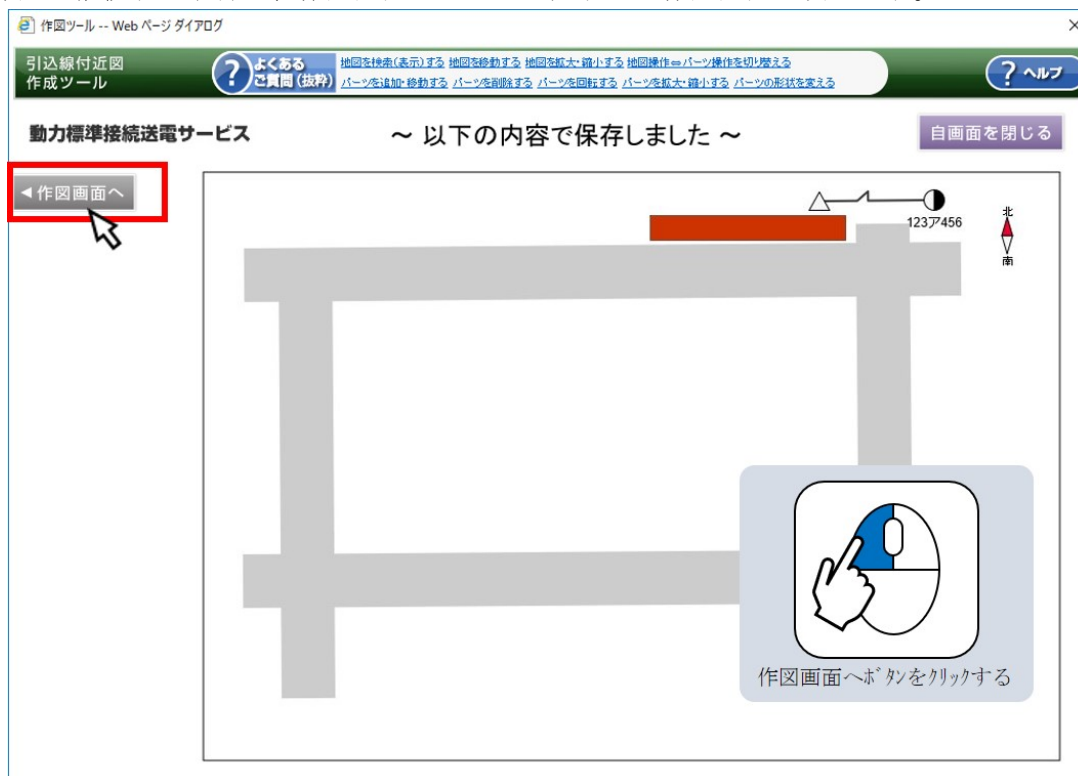 作図ツール -- Web ページ ダイアログ
引込線付近図
作成ツール
?
よくある
ご質問(抜粋)
地図を検索(表示)する 地図を移動する 地図を拡大・縮小する 地図操作⇔パーツ操作を切り替える
パーツを追加・移動する パーツを削除する パーツを回転する パーツを拡大・縮小する パーツの形状を変える
? ヘルプ
動力標準接続送電サービス
～ 以下の内容で保存しました ～
自画面を閉じる
◀作図画面へ
123ア456
北
南
作図画面へボタンをクリックする